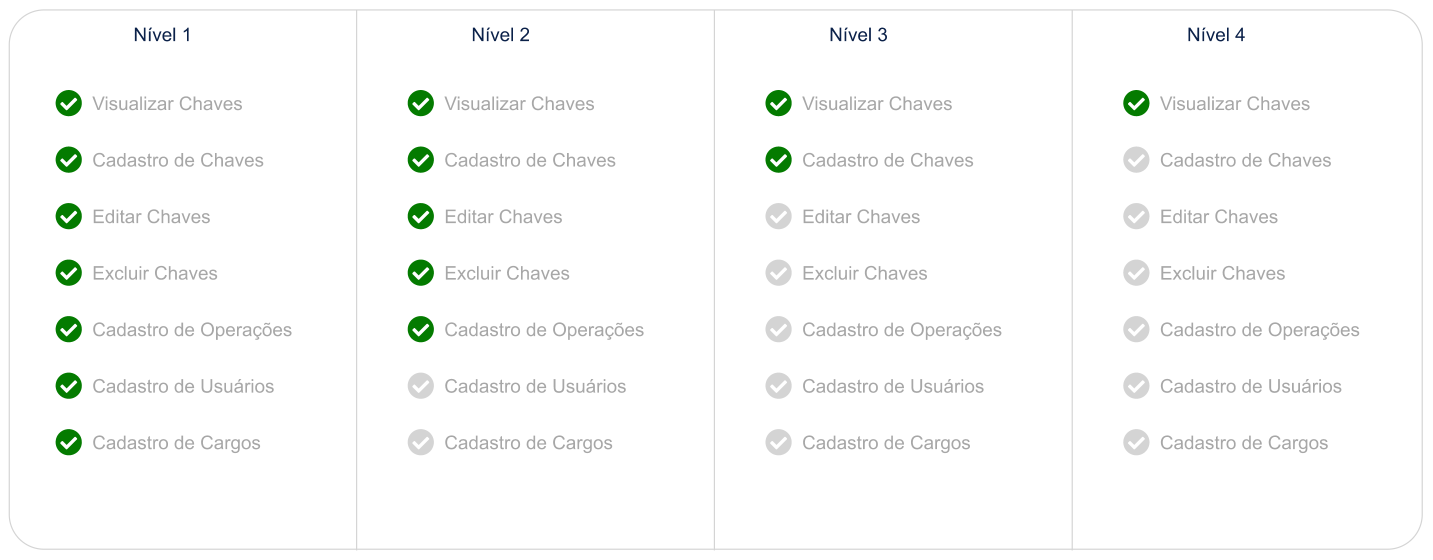 Nível 1
Visualizar Chaves
Cadastro de Chaves
Editar Chaves
Excluir Chaves
Cadastro de Operações
Cadastro de Usuários
Cadastro de Cargos
Nível 2
Visualizar Chaves
Cadastro de Chaves
Editar Chaves
Excluir Chaves
Cadastro de Operações
Cadastro de Usuários
Cadastro de Cargos
Nível 3
Visualizar Chaves
Cadastro de Chaves
Editar Chaves
Excluir Chaves
Cadastro de Operações
Cadastro de Usuários
Cadastro de Cargos
Nível 4
Visualizar Chaves
Cadastro de Chaves
Editar Chaves
Excluir Chaves
Cadastro de Operações
Cadastro de Usuários
Cadastro de Cargos